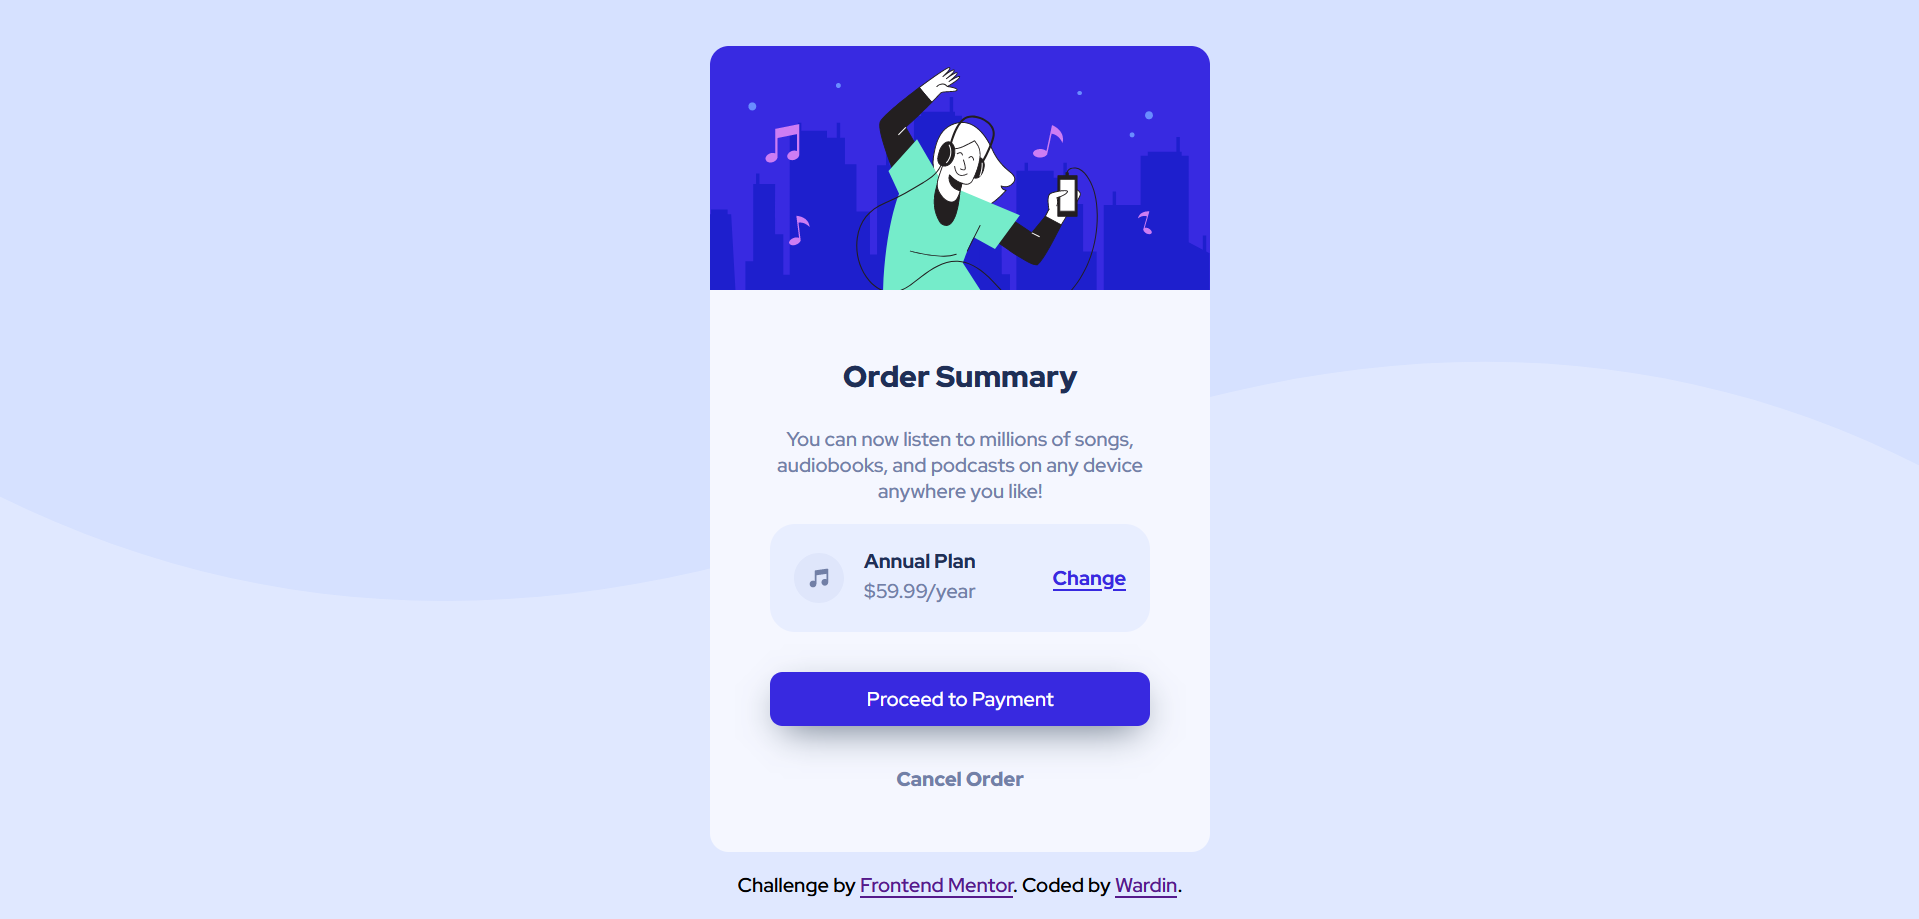 Order Summary
You can now listen to millions of songs,
audiobooks, and podcasts on any device
anywhere you like!
Annual Plan
$59.99/year
Change
Proceed to Payment
Cancel Order
Challenge by Frontend Mentor. Coded by Wardin.